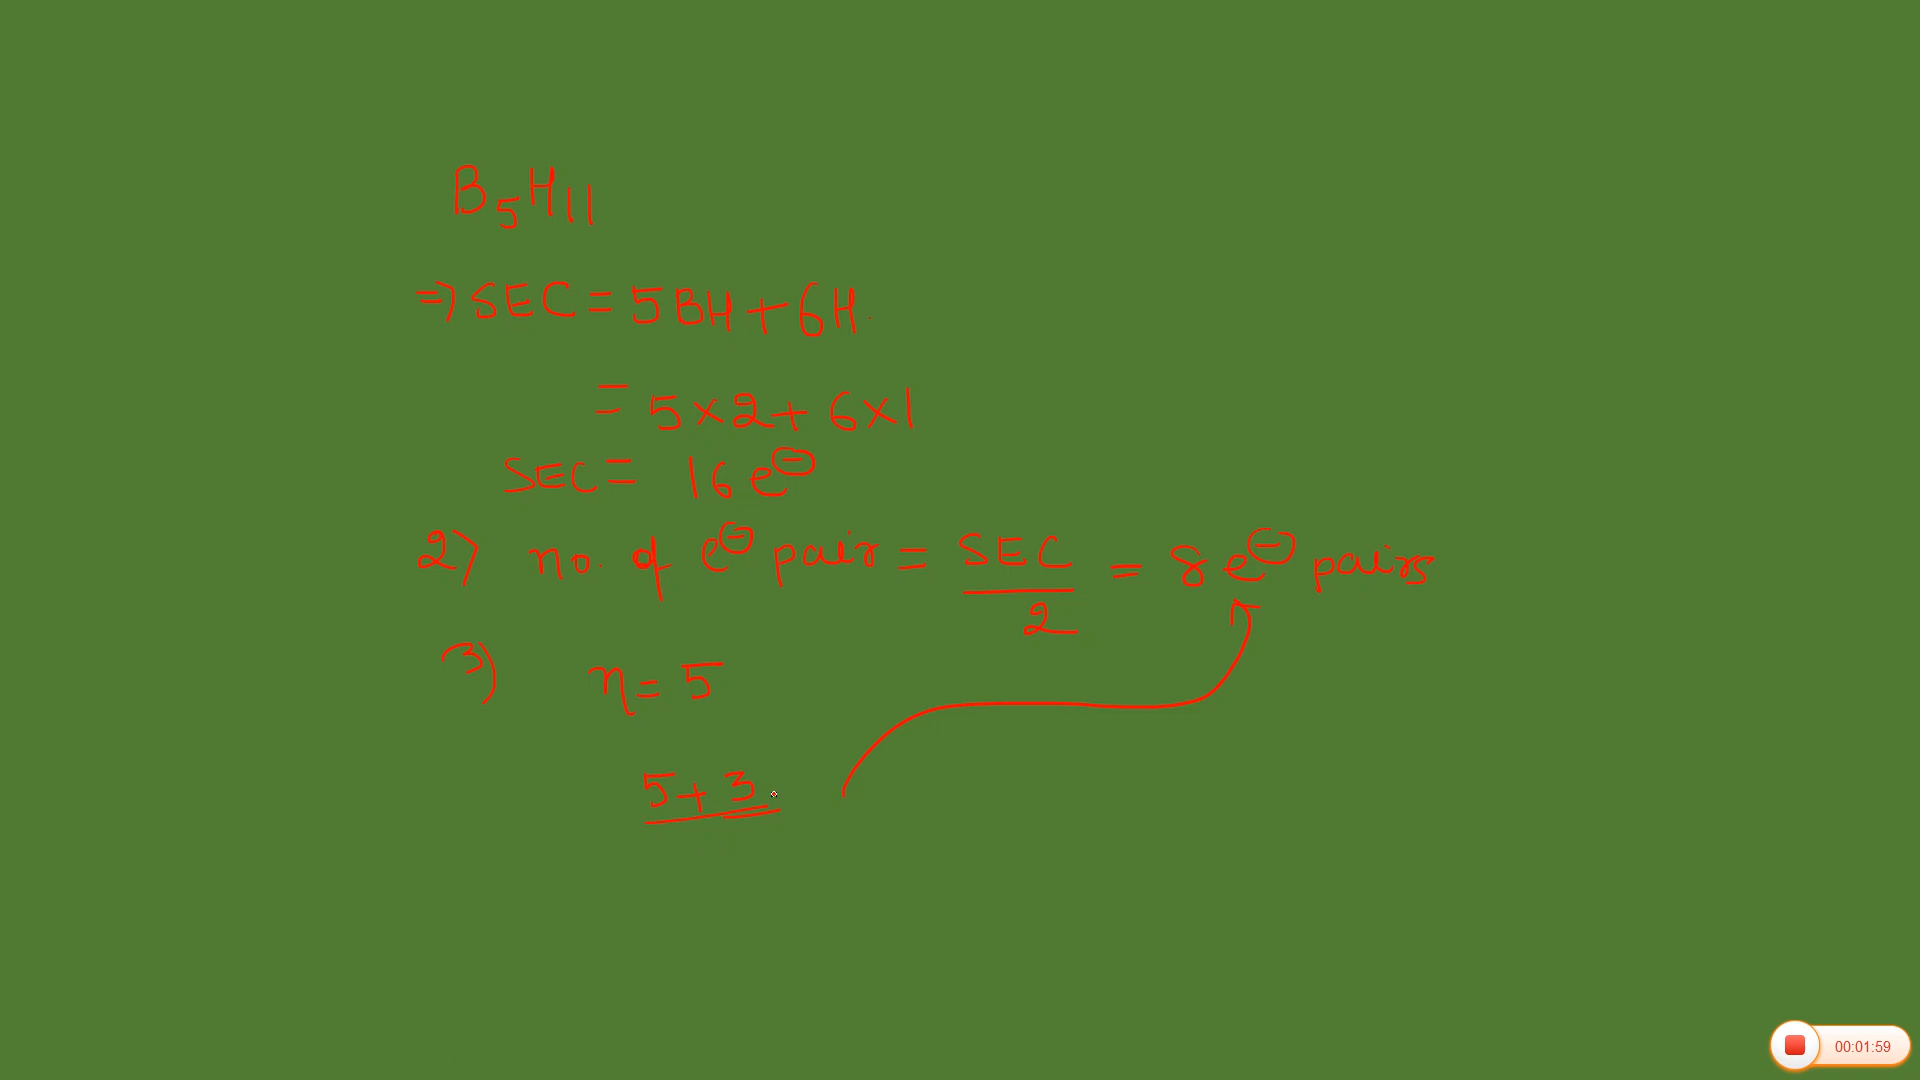 B₅H₁₁
⇒ SEC = 5BH + 6H.
= 5×2 + 6×1
SEC = 16 e⊖
2) no. of e⊖ pair = SEC/2 = 8 e⊖ pairs
3) n = 5
5 + 3
00:01:59